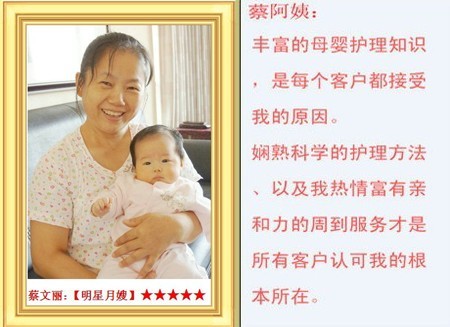 蔡文丽：【明星月嫂】★★★★★
蔡阿姨：
丰富的母婴护理知识
，是每个客户都接受
我的原因。
娴熟科学的护理方法
、以及我热情富有亲
和力的周到服务才是
所有客户认可我的根
本所在。